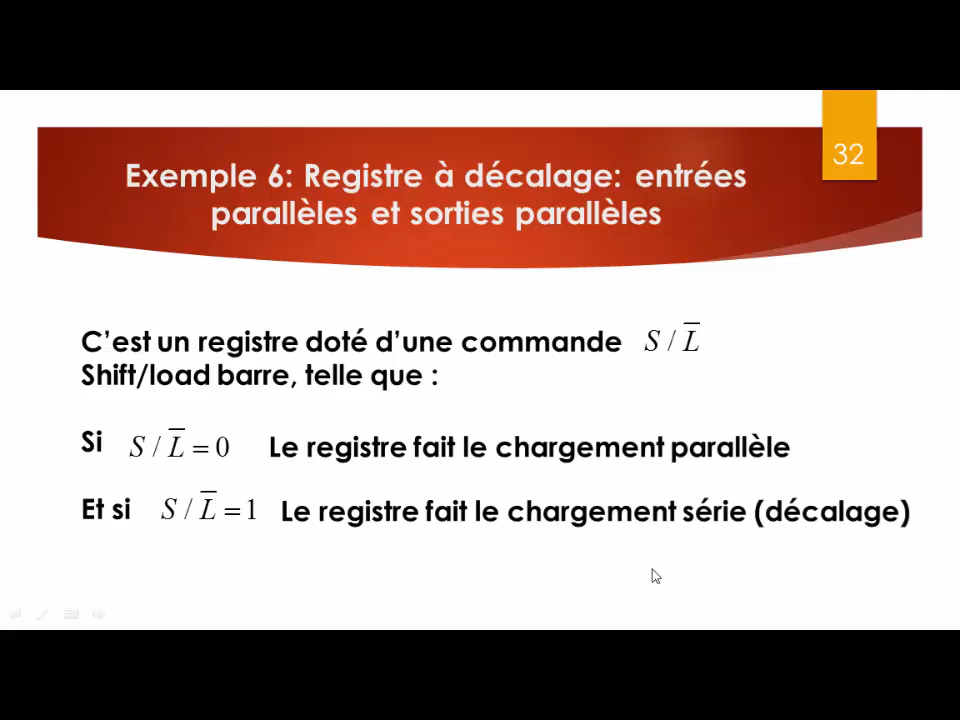 32
Exemple 6: Registre à décalage: entrées
parallèles et sorties parallèles
C’est un registre doté d’une commande S / L̅
Shift/load barre, telle que :
Si S / L̅ = 0 Le registre fait le chargement parallèle
Et si S / L̅ = 1 Le registre fait le chargement série (décalage)